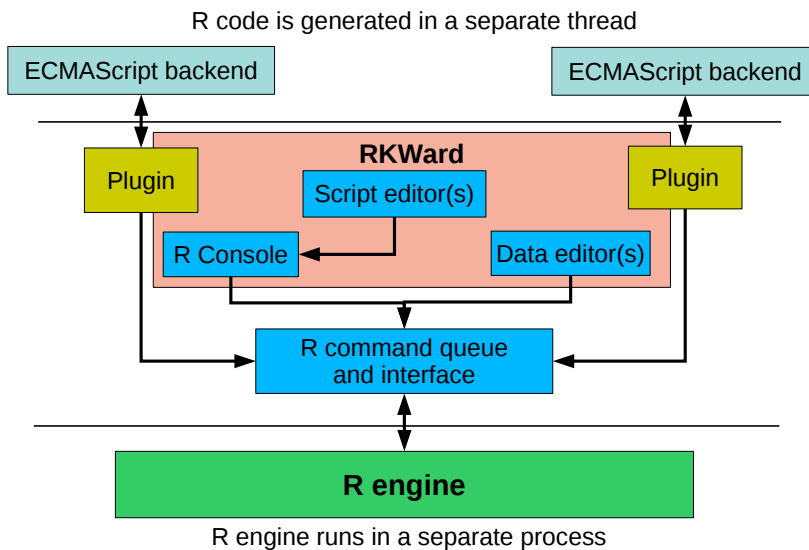 R code is generated in a separate thread
ECMAScript backend
ECMAScript backend
RKWard
Plugin
Plugin
Script editor(s)
R Console
Data editor(s)
R command queue
and interface
R engine
R engine runs in a separate process